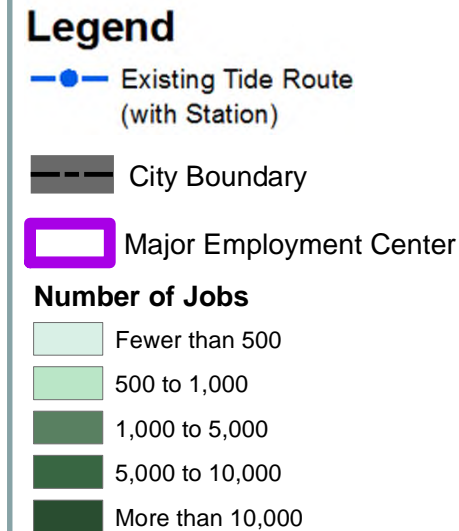 Legend
Existing Tide Route
(with Station)
City Boundary
Major Employment Center
Number of Jobs
Fewer than 500
500 to 1,000
1,000 to 5,000
5,000 to 10,000
More than 10,000